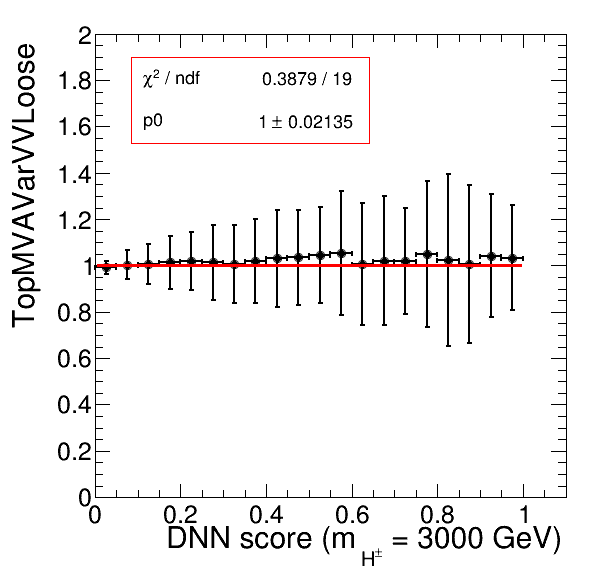 TopMVAVarVVLoose
χ² / ndf 0.3879 / 19
p0 1 ± 0.02135
2
1.8
1.6
1.4
1.2
1
0.8
0.6
0.4
0.2
0
0 0.2 0.4 0.6 0.8 1
DNN score (m_H± = 3000 GeV)